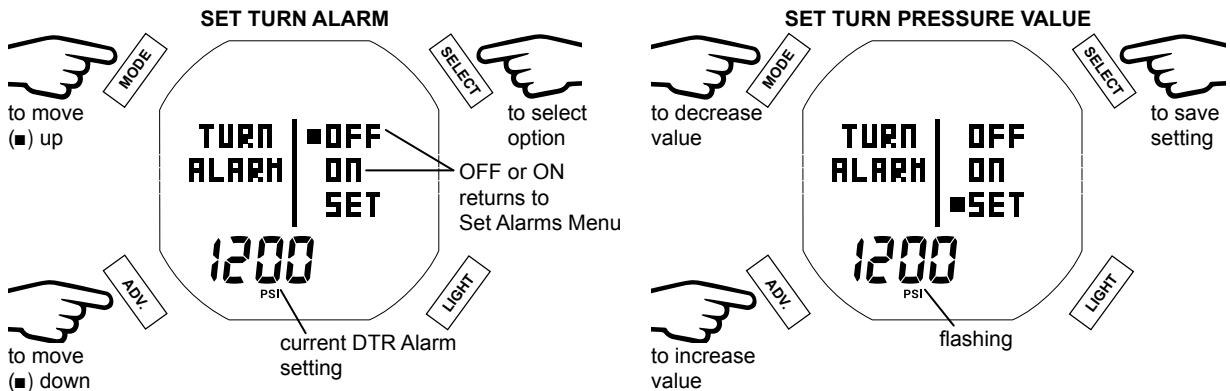 SET TURN ALARM
MODE
SELECT
to move
(■) up
to select
option
TURN
ALARM
■OFF
ON
SET
OFF or ON
returns to
Set Alarms Menu
1200
PSI
ADV.
LIGHT
to move
(■) down
current DTR Alarm
setting
SET TURN PRESSURE VALUE
MODE
SELECT
to decrease
value
to save
setting
TURN
ALARM
OFF
ON
■SET
1200
PSI
ADV.
LIGHT
flashing
to increase
value